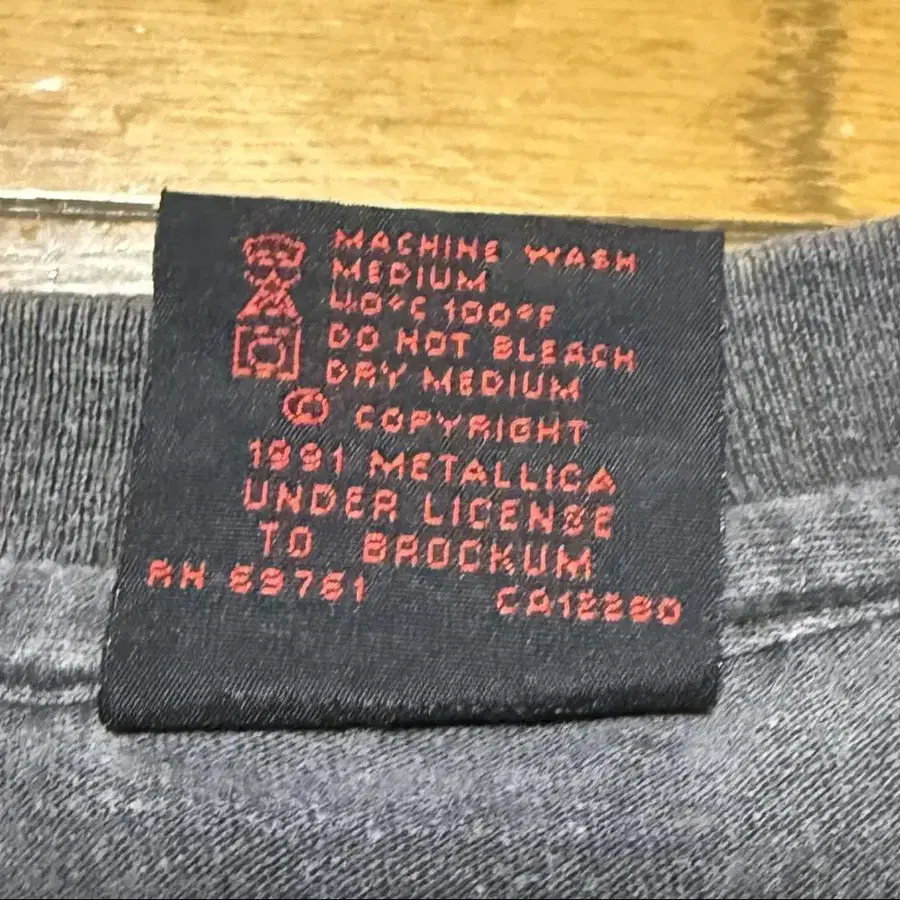 MACHINE WASH
MEDIUM
40°C 100°F
DO NOT BLEACH
DRY MEDIUM
© COPYRIGHT
1991 METALLICA
UNDER LICENSE
TO BROCKUM
RN 69761 CA12280